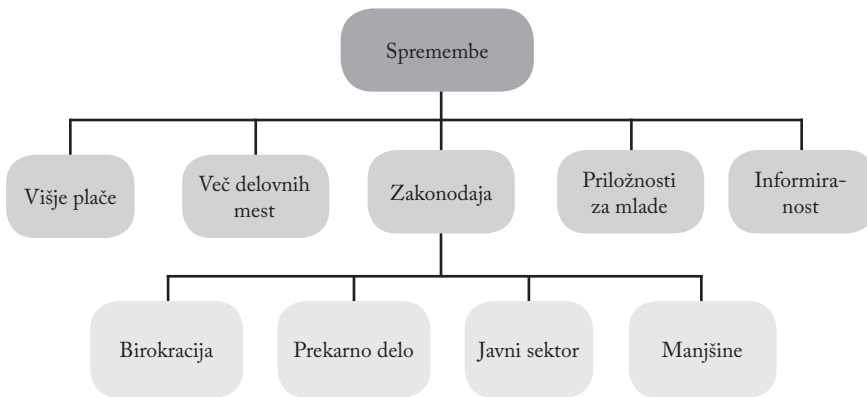 Spremembe
Višje plače
Več delovnih
mest
Zakonodaja
Priložnosti
za mlade
Informira-
nost
Birokracija
Prekarno delo
Javni sektor
Manjšine